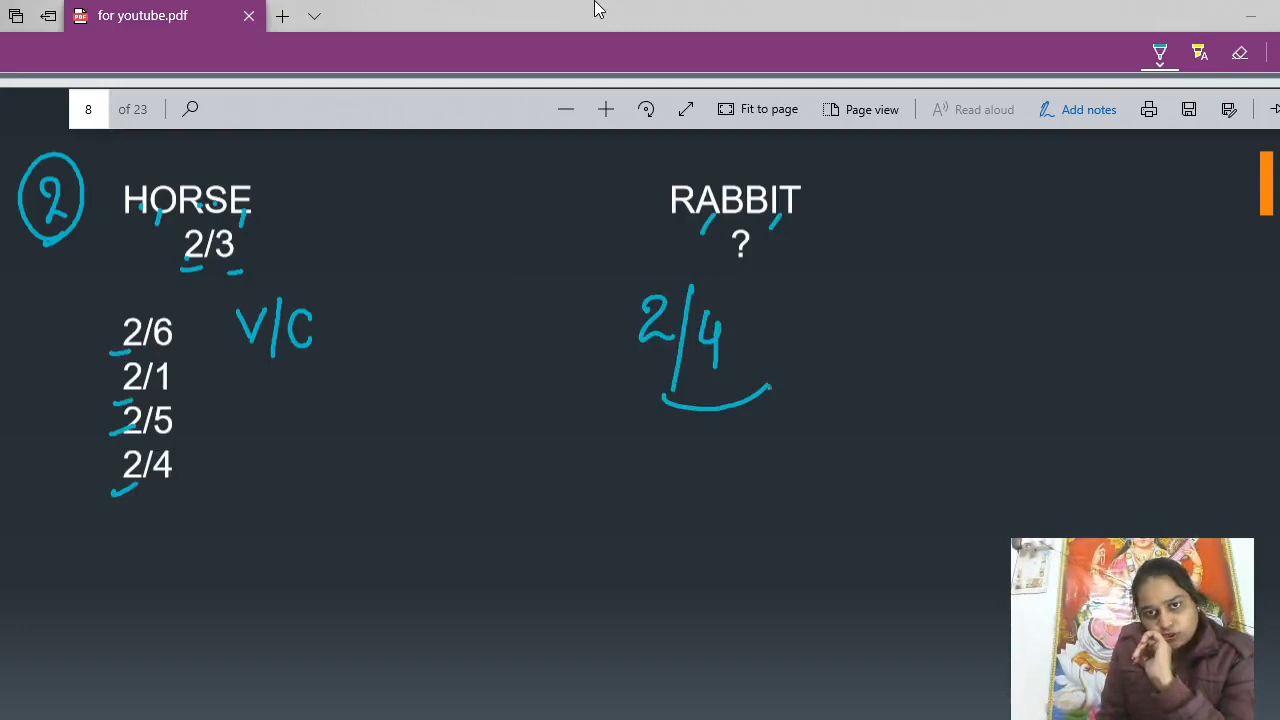 for youtube.pdf
8 of 23 Fit to page Page view Read aloud Add notes
2 HORSE RABBIT
2/3 ?
2/6 V/C 2/4
2/1
2/5
2/4